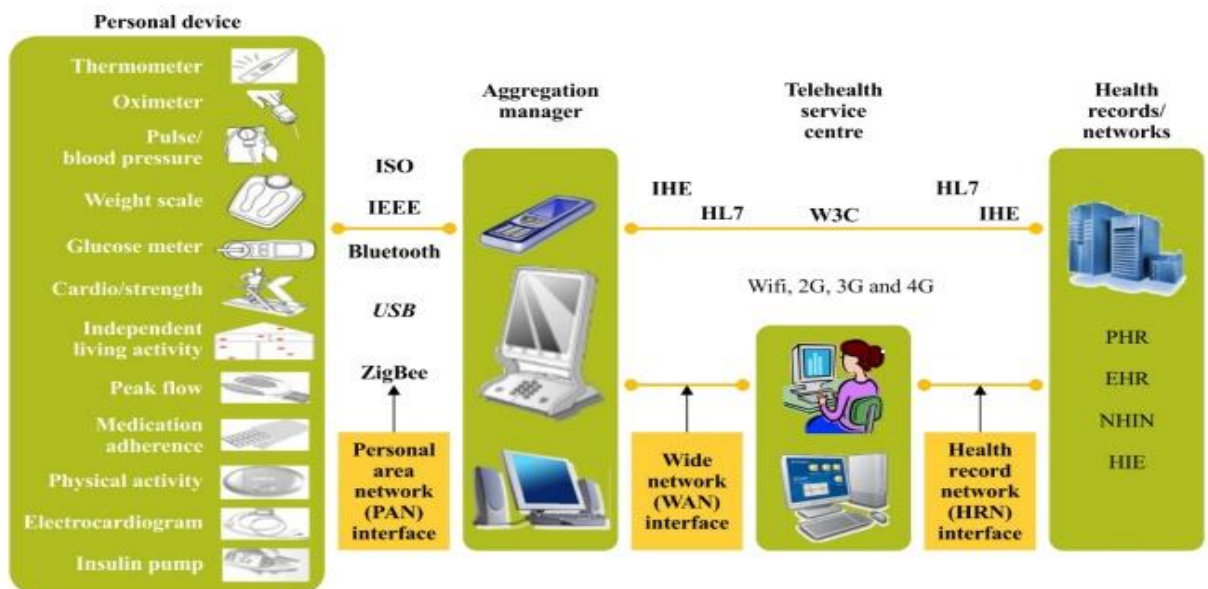 Personal device
Thermometer
Oximeter
Pulse/
blood pressure
Weight scale
Glucose meter
Cardio/strength
Independent
living activity
Peak flow
Medication
adherence
Physical activity
Electrocardiogram
Insulin pump
ISO
IEEE
Bluetooth
USB
ZigBee
Personal
area
network
(PAN)
interface
Aggregation
manager
IHE
HL7
W3C
HL7
IHE
Wifi, 2G, 3G and 4G
Wide
network
(WAN)
interface
Telehealth
service
centre
Health
record
network
(HRN)
interface
Health
records/
networks
PHR
EHR
NHIN
HIE